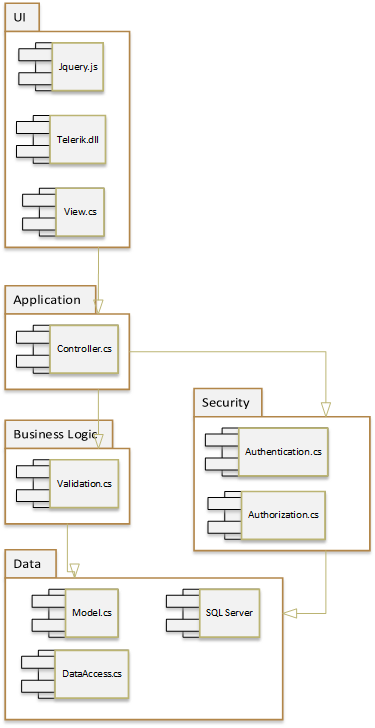 UI
Jquery.js
Telerik.dll
View.cs
Application
Controller.cs
Security
Authentication.cs
Authorization.cs
Business Logic
Validation.cs
Data
Model.cs
SQL Server
DataAccess.cs